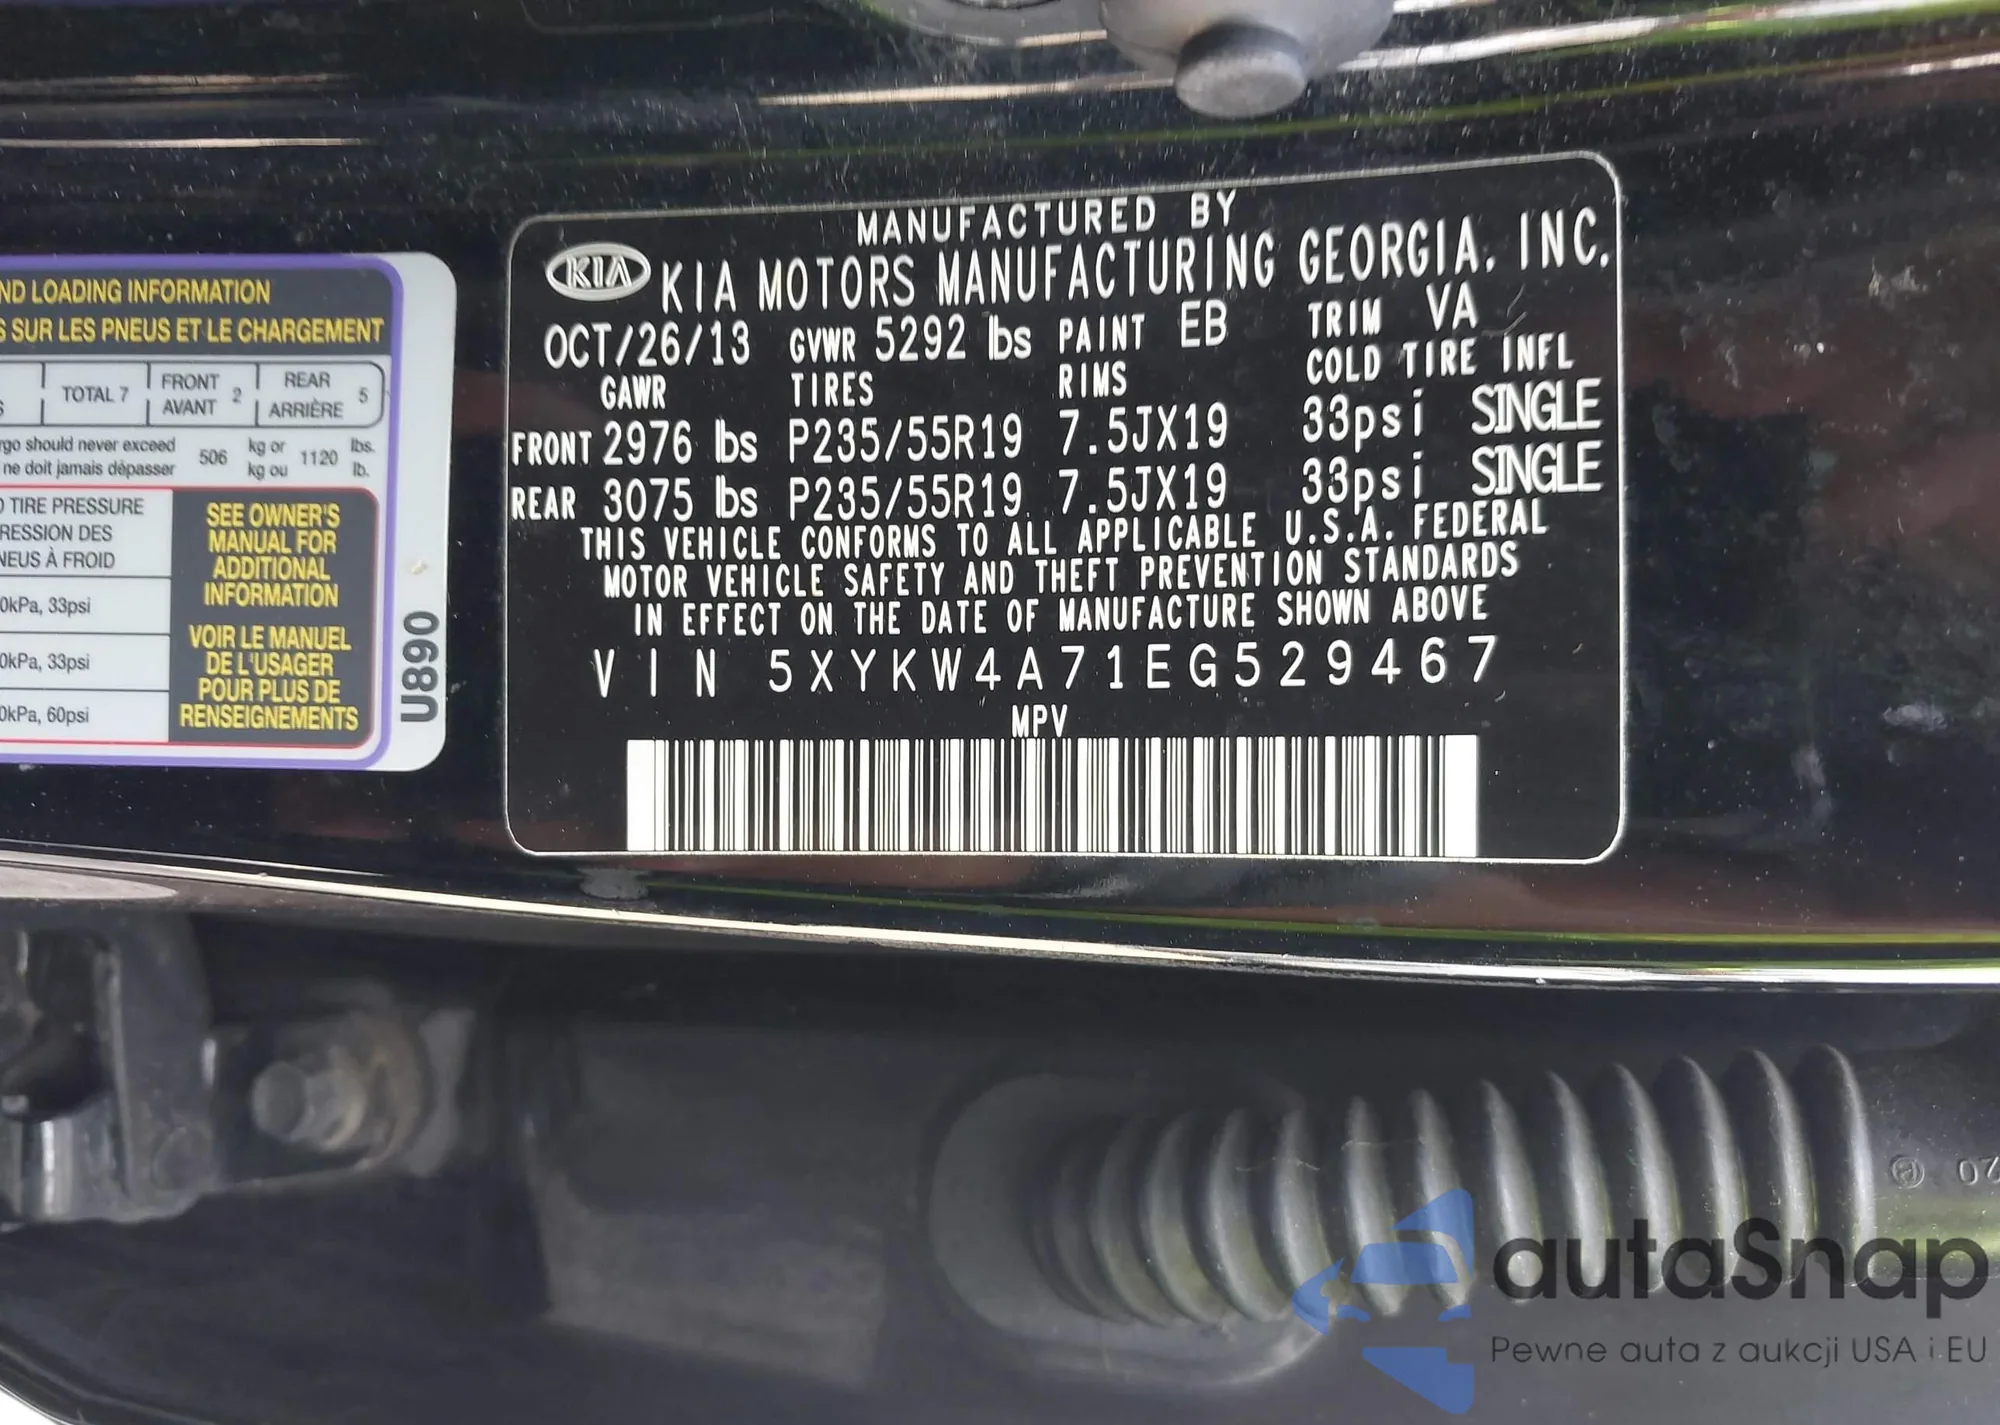 ND LOADING INFORMATION
S SUR LES PNEUS ET LE CHARGEMENT
TOTAL 7
FRONT
AVANT
2
REAR
ARRIÈRE
5
rgo should never exceed
ne doit jamais dépasser
506
kg or
kg ou
1120
lbs.
lb.
TIRE PRESSURE
RESSION DES
NEUS À FROID
0kPa, 33psi
0kPa, 33psi
0kPa, 60psi
SEE OWNER'S
MANUAL FOR
ADDITIONAL
INFORMATION
VOIR LE MANUEL
DE L'USAGER
POUR PLUS DE
RENSEIGNEMENTS
U890
MANUFACTURED BY
KIA KIA MOTORS MANUFACTURING GEORGIA, INC.
OCT/26/13 GVWR 5292 lbs PAINT EB TRIM VA
GAWR TIRES RIMS COLD TIRE INFL
FRONT 2976 lbs P235/55R19 7.5JX19 33psi SINGLE
REAR 3075 lbs P235/55R19 7.5JX19 33psi SINGLE
THIS VEHICLE CONFORMS TO ALL APPLICABLE U.S.A. FEDERAL
MOTOR VEHICLE SAFETY AND THEFT PREVENTION STANDARDS
IN EFFECT ON THE DATE OF MANUFACTURE SHOWN ABOVE
VIN 5XYKW4A71EG529467
MPV
autaSnap
Pewne auta z aukcji USA i EU